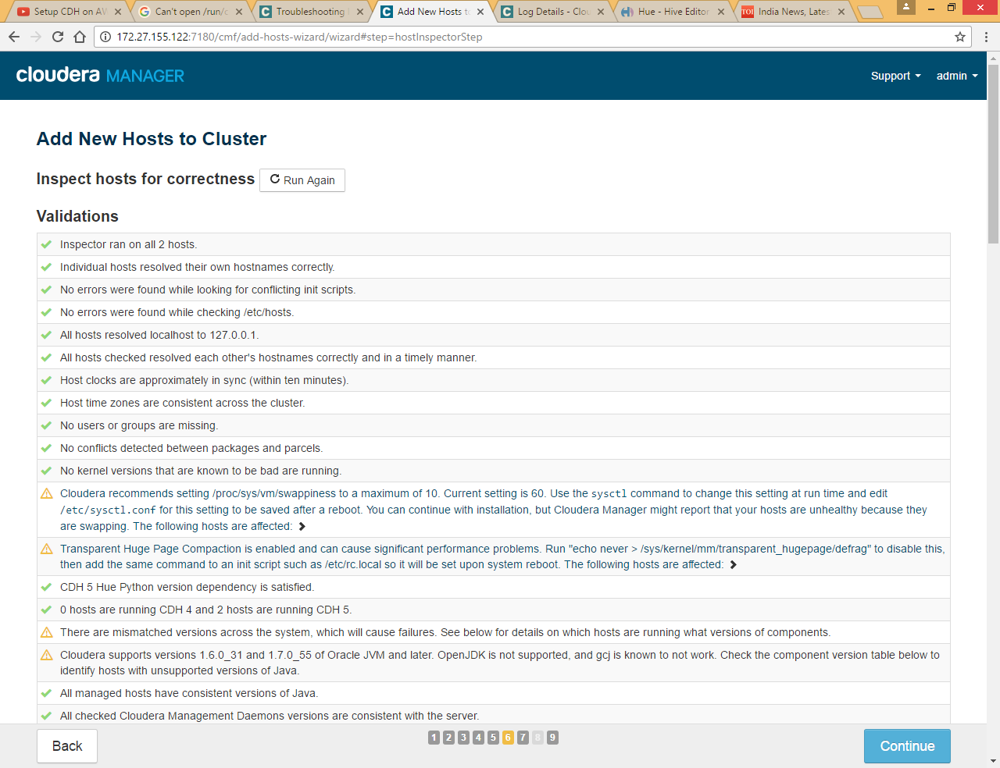 Setup CDH on AW
Can't open /run/c
Troubleshooting
Add New Hosts to
Log Details - Clou
Hue - Hive Editor
TOI
India News, Lates
172.27.155.122:7180/cmf/add-hosts-wizard/wizard#step=hostInspectorStep
cloudera MANAGER
Support
admin
Add New Hosts to Cluster
Inspect hosts for correctness
Run Again
Validations
Inspector ran on all 2 hosts.
Individual hosts resolved their own hostnames correctly.
No errors were found while looking for conflicting init scripts.
No errors were found while checking /etc/hosts.
All hosts resolved localhost to 127.0.0.1.
All hosts checked resolved each other's hostnames correctly and in a timely manner.
Host clocks are approximately in sync (within ten minutes).
Host time zones are consistent across the cluster.
No users or groups are missing.
No conflicts detected between packages and parcels.
No kernel versions that are known to be bad are running.
Cloudera recommends setting /proc/sys/vm/swappiness to a maximum of 10. Current setting is 60. Use the sysctl command to change this setting at run time and edit
/etc/sysctl.conf for this setting to be saved after a reboot. You can continue with installation, but Cloudera Manager might report that your hosts are unhealthy because they
are swapping. The following hosts are affected:
Transparent Huge Page Compaction is enabled and can cause significant performance problems. Run "echo never > /sys/kernel/mm/transparent_hugepage/defrag" to disable this,
then add the same command to an init script such as /etc/rc.local so it will be set upon system reboot. The following hosts are affected:
CDH 5 Hue Python version dependency is satisfied.
0 hosts are running CDH 4 and 2 hosts are running CDH 5.
There are mismatched versions across the system, which will cause failures. See below for details on which hosts are running what versions of components.
Cloudera supports versions 1.6.0_31 and 1.7.0_55 of Oracle JVM and later. OpenJDK is not supported, and gcj is known to not work. Check the component version table below to
identify hosts with unsupported versions of Java.
All managed hosts have consistent versions of Java.
All checked Cloudera Management Daemons versions are consistent with the server.
Back
1 2 3 4 5 6 7 8 9
Continue